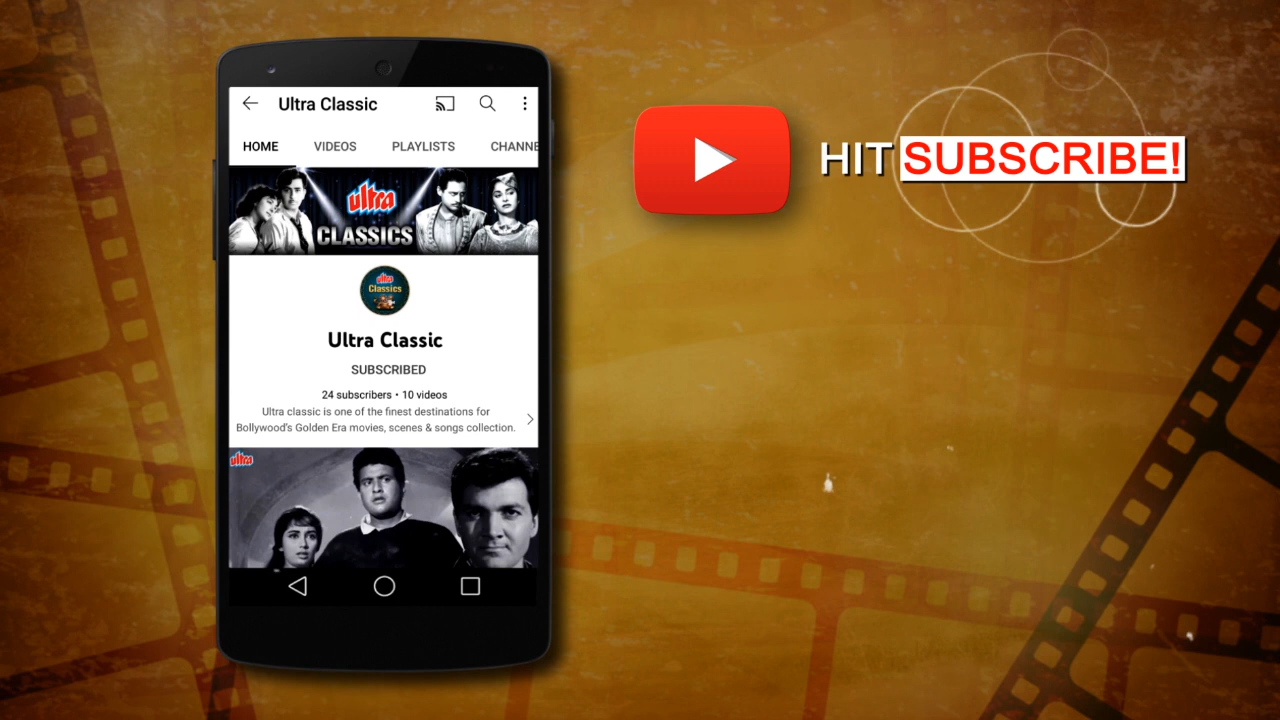 Ultra Classic
HOME VIDEOS PLAYLISTS CHANNE
ultra
CLASSICS
ultra
Classics
Ultra Classic
SUBSCRIBED
24 subscribers • 10 videos
Ultra classic is one of the finest destinations for
Bollywood's Golden Era movies, scenes & songs collection.
ultra
HIT SUBSCRIBE!